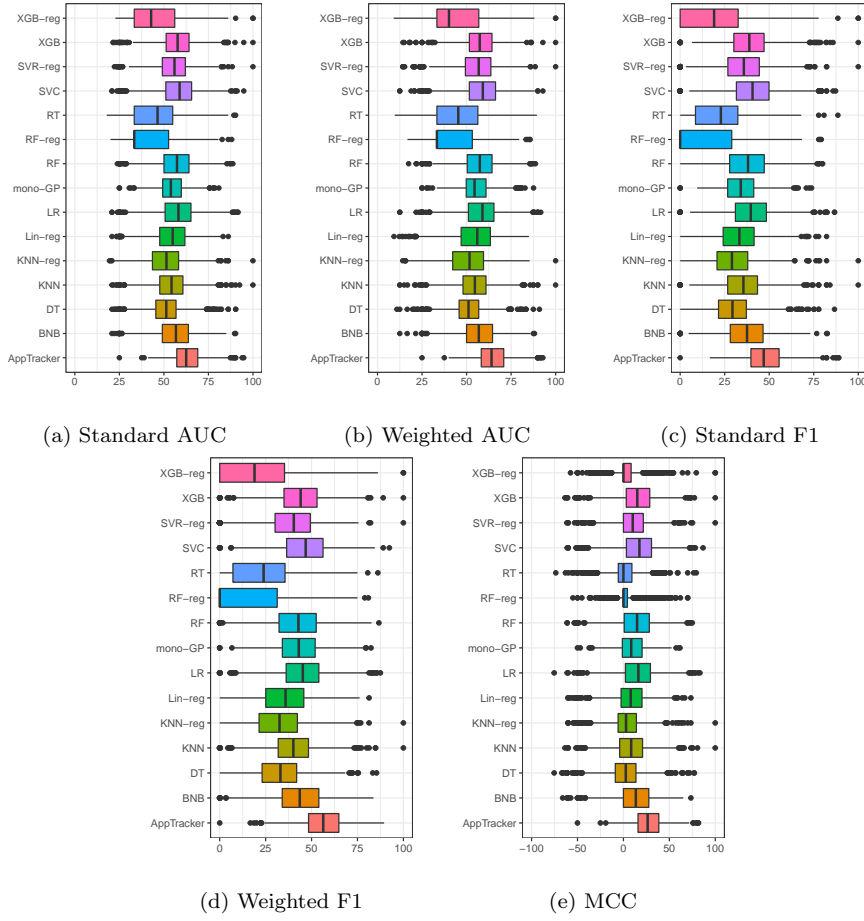 XGB−reg
XGB
SVR−reg
SVC
RT
RF−reg
RF
mono−GP
LR
Lin−reg
KNN−reg
KNN
DT
BNB
AppTracker
0 25 50 75 100
(a) Standard AUC
XGB−reg
XGB
SVR−reg
SVC
RT
RF−reg
RF
mono−GP
LR
Lin−reg
KNN−reg
KNN
DT
BNB
AppTracker
0 25 50 75 100
(b) Weighted AUC
XGB−reg
XGB
SVR−reg
SVC
RT
RF−reg
RF
mono−GP
LR
Lin−reg
KNN−reg
KNN
DT
BNB
AppTracker
0 25 50 75 100
(c) Standard F1
XGB−reg
XGB
SVR−reg
SVC
RT
RF−reg
RF
mono−GP
LR
Lin−reg
KNN−reg
KNN
DT
BNB
AppTracker
0 25 50 75 100
(d) Weighted F1
XGB−reg
XGB
SVR−reg
SVC
RT
RF−reg
RF
mono−GP
LR
Lin−reg
KNN−reg
KNN
DT
BNB
AppTracker
−100 −50 0 50 100
(e) MCC